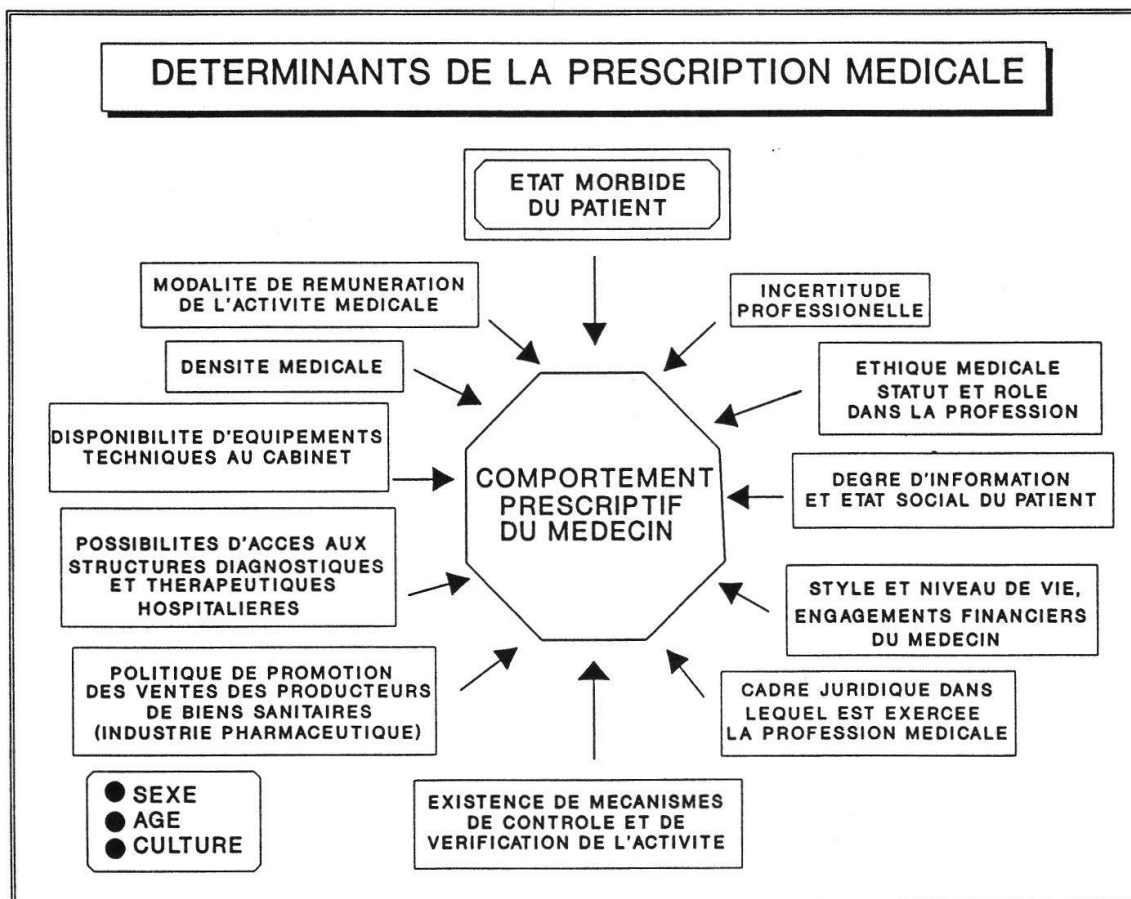 DETERMINANTS DE LA PRESCRIPTION MEDICALE
ETAT MORBIDE
DU PATIENT
MODALITE DE REMUNERATION
DE L'ACTIVITE MEDICALE
INCERTITUDE
PROFESSIONELLE
DENSITE MEDICALE
ETHIQUE MEDICALE
STATUT ET ROLE
DANS LA PROFESSION
DISPONIBILITE D'EQUIPEMENTS
TECHNIQUES AU CABINET
COMPORTEMENT
PRESCRIPTIF
DU MEDECIN
DEGRE D'INFORMATION
ET ETAT SOCIAL DU PATIENT
POSSIBILITES D'ACCES AUX
STRUCTURES DIAGNOSTIQUES
ET THERAPEUTIQUES
HOSPITALIERES
STYLE ET NIVEAU DE VIE,
ENGAGEMENTS FINANCIERS
DU MEDECIN
POLITIQUE DE PROMOTION
DES VENTES DES PRODUCTEURS
DE BIENS SANITAIRES
(INDUSTRIE PHARMACEUTIQUE)
CADRE JURIDIQUE DANS
LEQUEL EST EXERCEE
LA PROFESSION MEDICALE
● SEXE
● AGE
● CULTURE
EXISTENCE DE MECANISMES
DE CONTROLE ET DE
VERIFICATION DE L'ACTIVITE